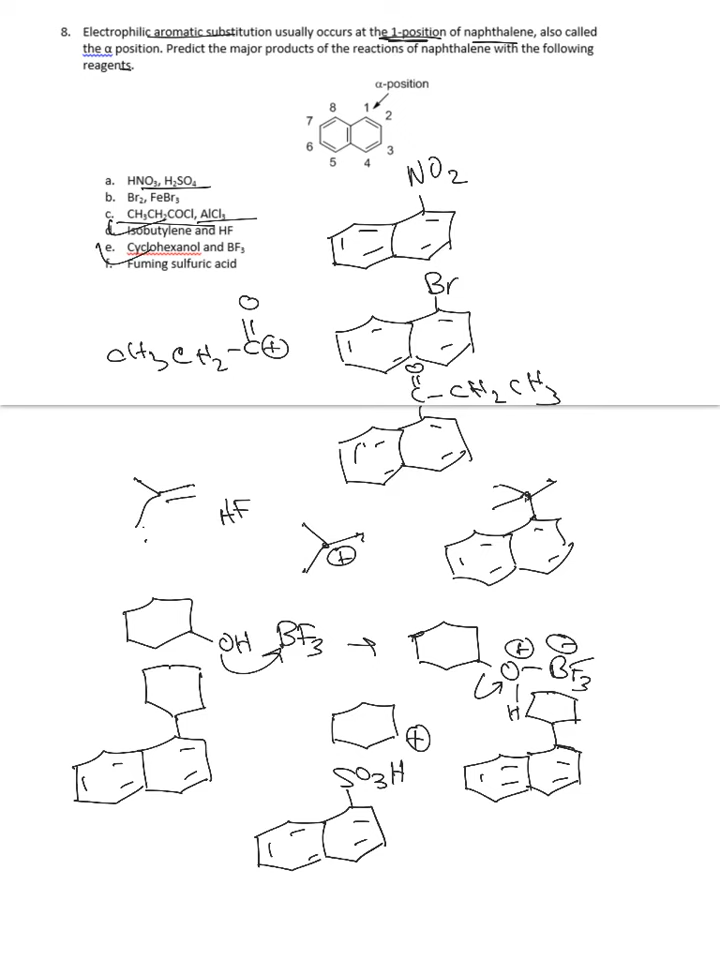 8. Electrophilic aromatic substitution usually occurs at the 1-position of naphthalene, also called
the α position. Predict the major products of the reactions of naphthalene with the following
reagents.
α-position
8 1 2
7
6 3
5 4
a. HNO₃, H₂SO₄
b. Br₂, FeBr₃
c. CH₃CH₂COCl, AlCl₃
d. Isobutylene and HF
e. Cyclohexanol and BF₃
f. Fuming sulfuric acid
NO₂
Br
O
CH₃CH₂-C⊕
O
C-CH₂CH₃
HF
⊕
OH BF₃ → ⊕ ⊖
O-BF₃
H
⊕
SO₃H